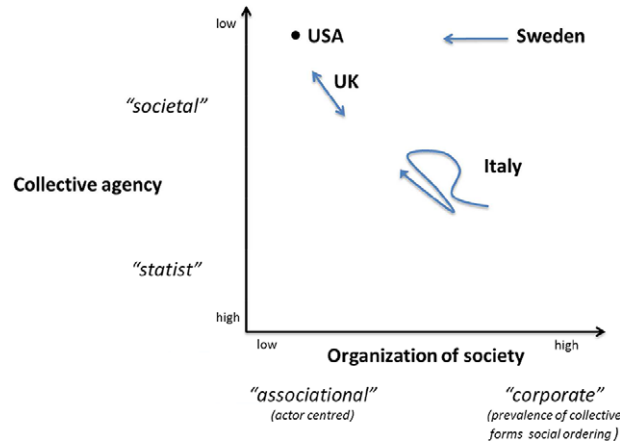 low
USA
Sweden
UK
“societal”
Italy
Collective agency
“statist”
high
low
high
Organization of society
“associational”
(actor centred)
“corporate”
(prevalence of collective
forms social ordering)